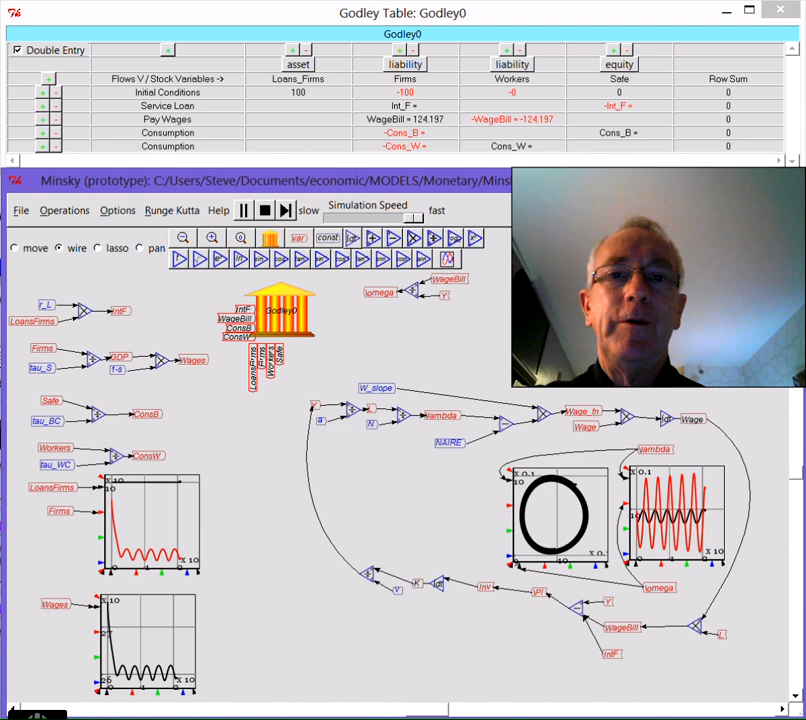 Godley Table: Godley0
Godley0
Double Entry + + - + - + - + -
asset liability liability equity
+ Flows V / Stock Variables -> Loans_Firms Firms Workers Safe Row Sum
+ - Initial Conditions 100 -100 -0 0 0
+ - Service Loan Int_F = -Int_F = 0
+ - Pay Wages WageBill = 124.197 -WageBill = -124.197 0
+ - Consumption -Cons_B = Cons_B = 0
+ - Consumption -Cons_W = Cons_W = 0
Minsky (prototype): C:/Users/Steve/Documents/economic/MODELS/Monetary/Mins
File Operations Options Runge Kutta Help slow Simulation Speed fast
move wire lasso pan
var const
WageBill
\omega
Y
r_L
LoansFirms
IntF
IntF
WageBill
ConsB
ConsW
Godley0
LoansFirms
Firms
Workers
Safe
Firms
tau_S
GDP
1-s
Wages
Safe
tau_BC
ConsB
Workers
tau_WC
ConsW
W_slope
Y
a
L
N
lambda
NAIRE
Wage_fn
Wage
Wage
LoansFirms
Firms
lambda
\omega
Wages
v
K
Inv
\Pi
Y
WageBill
IntF
L